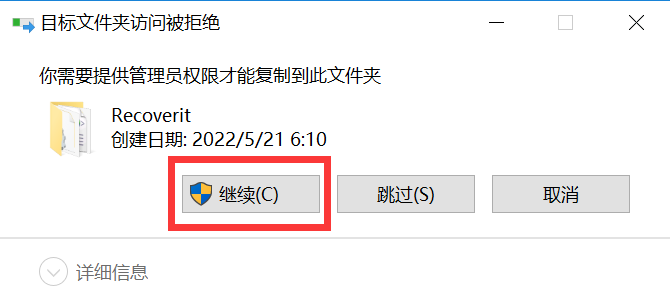 目标文件夹访问被拒绝
你需要提供管理员权限才能复制到此文件夹
Recoverit
创建日期: 2022/5/21 6:10
继续(C)
跳过(S)
取消
详细信息